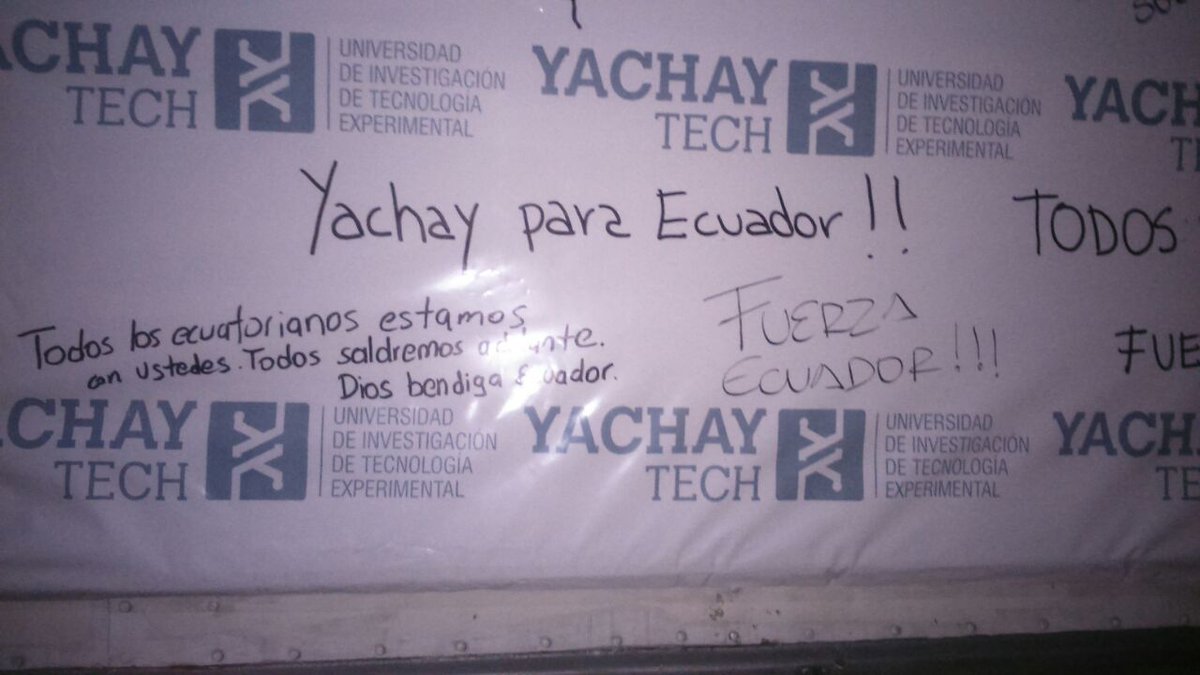 YACHAY
TECH
UNIVERSIDAD
DE INVESTIGACIÓN
DE TECNOLOGÍA
EXPERIMENTAL
YACHAY
TECH
UNIVERSIDAD
DE INVESTIGACIÓN
DE TECNOLOGÍA
EXPERIMENTAL
YACH
T
Yachay para Ecuador!!
TODOS
Todos los ecuatorianos estamos
con ustedes. Todos saldremos adelante.
Dios bendiga Ecuador.
FUERZA
ECUADOR!!!
FUE
CHAY
TECH
UNIVERSIDAD
DE INVESTIGACIÓN
DE TECNOLOGÍA
EXPERIMENTAL
YACHAY
TECH
UNIVERSIDAD
DE INVESTIGACIÓN
DE TECNOLOGÍA
EXPERIMENTAL
YACH
TE